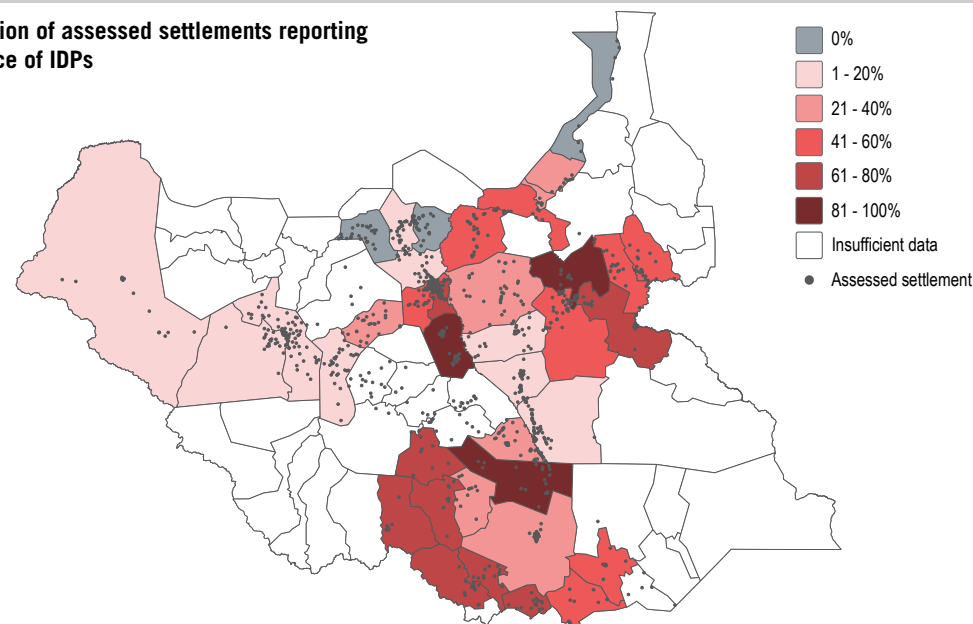 ion of assessed settlements reporting
ce of IDPs
0%
1 - 20%
21 - 40%
41 - 60%
61 - 80%
81 - 100%
Insufficient data
Assessed settlement